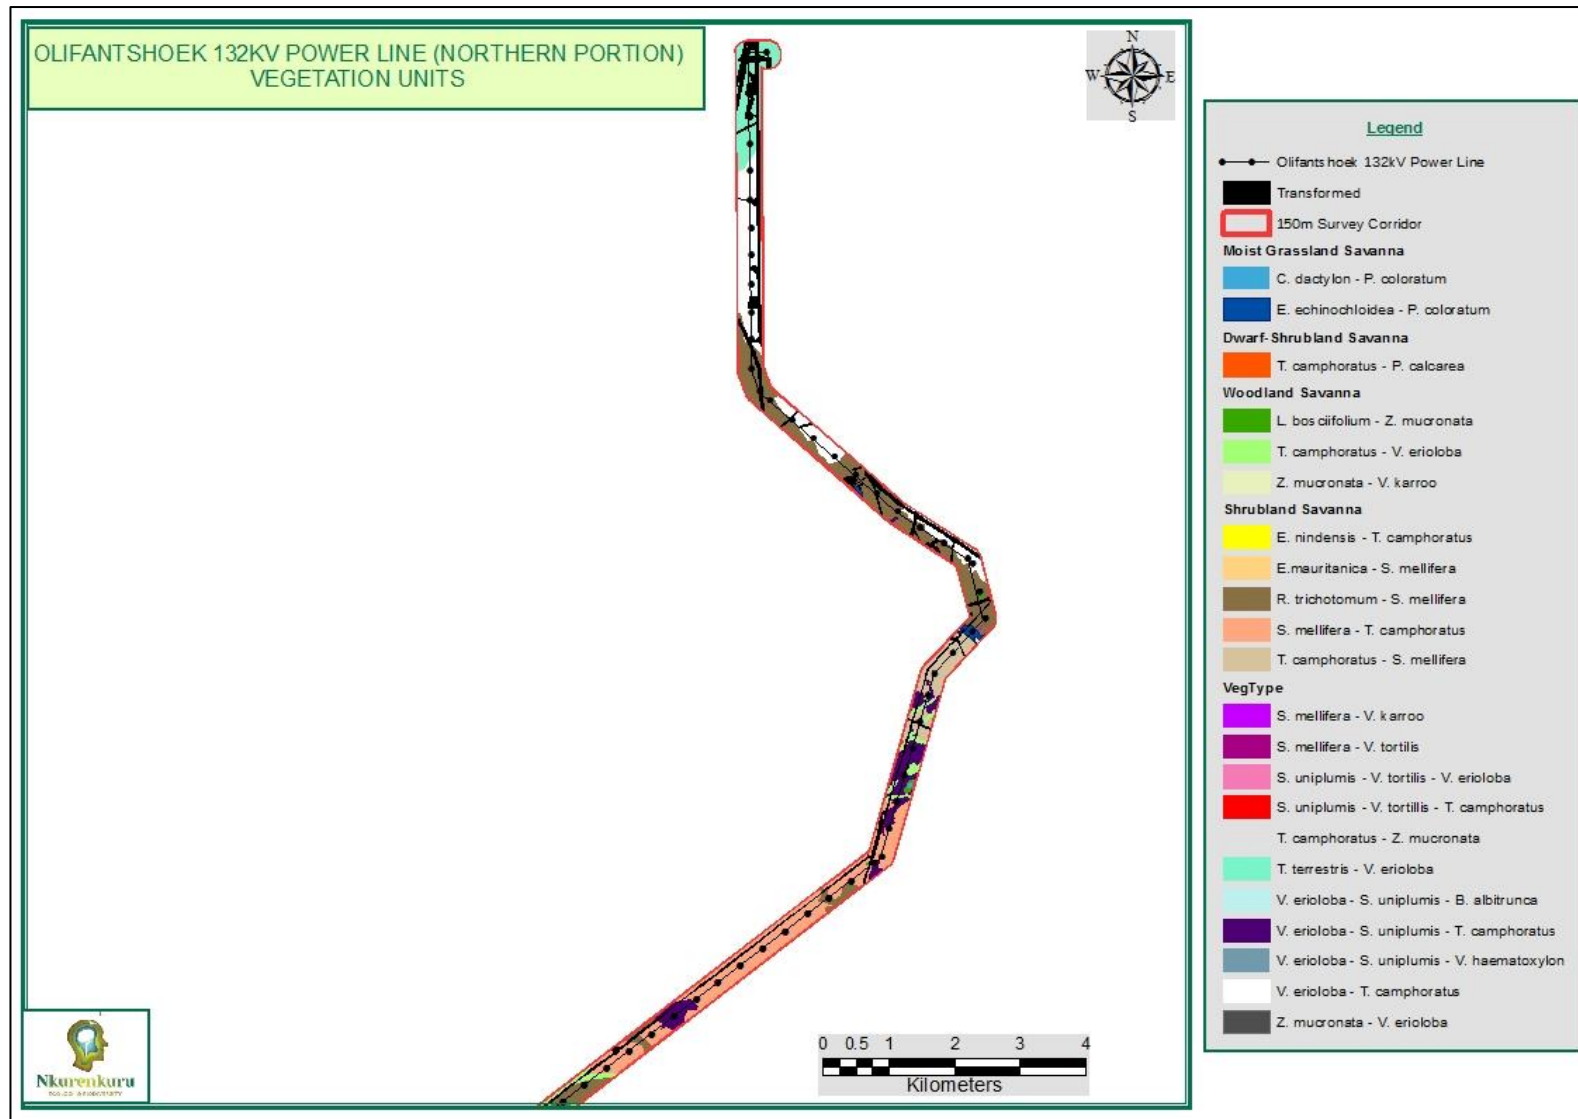 OLIFANTSHOEK 132KV POWER LINE (NORTHERN PORTION)
VEGETATION UNITS
N
W
E
S
Legend
Olifantshoek 132kV Power Line
Transformed
150m Survey Corridor
Moist Grassland Savanna
C. dactylon - P. coloratum
E. echinochloidea - P. coloratum
Dwarf-Shrubland Savanna
T. camphoratus - P. calcarea
Woodland Savanna
L. bosciifolium - Z. mucronata
T. camphoratus - V. erioloba
Z. mucronata - V. karroo
Shrubland Savanna
E. nindensis - T. camphoratus
E.mauritanica - S. mellifera
R. trichotomum - S. mellifera
S. mellifera - T. camphoratus
T. camphoratus - S. mellifera
VegType
S. mellifera - V. karroo
S. mellifera - V. tortilis
S. uniplumis - V. tortilis - V. erioloba
S. uniplumis - V. tortillis - T. camphoratus
T. camphoratus - Z. mucronata
T. terrestris - V. erioloba
V. erioloba - S. uniplumis - B. albitrunca
V. erioloba - S. uniplumis - T. camphoratus
V. erioloba - S. uniplumis - V. haematoxylon
V. erioloba - T. camphoratus
Z. mucronata - V. erioloba
0 0.5 1 2 3 4
Kilometers
Nkurenkuru